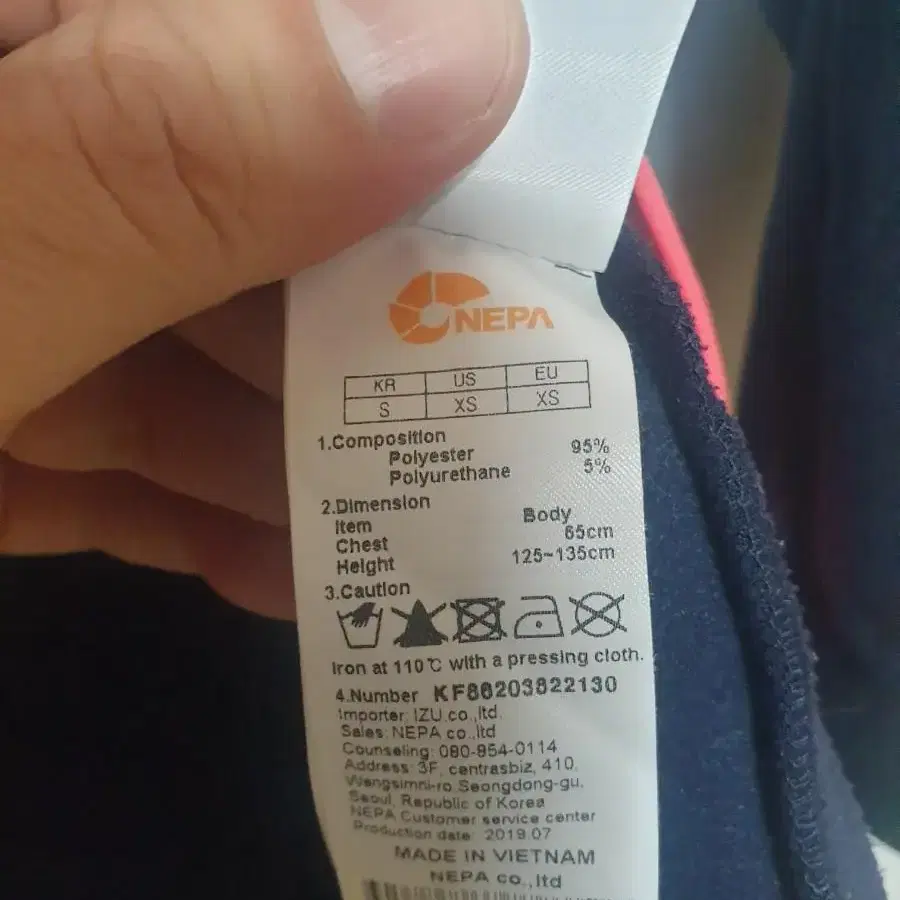 NEPA
KR US EU
S XS XS
1.Composition
Polyester 95%
Polyurethane 5%
2.Dimension
Item Body
Chest 65cm
Height 125~135cm
3.Caution
Iron at 110℃ with a pressing cloth.
4.Number KF88203822130
Importer: IZU.co.,ltd.
Sales: NEPA co.,ltd
Counseling: 080-854-0114
Address: 3F, centrasbiz, 410,
Wangsimni-ro Seongdong-gu,
Seoul, Republic of Korea
NEPA Customer service center
Production date: 2019.07
MADE IN VIETNAM
NEPA co.,ltd